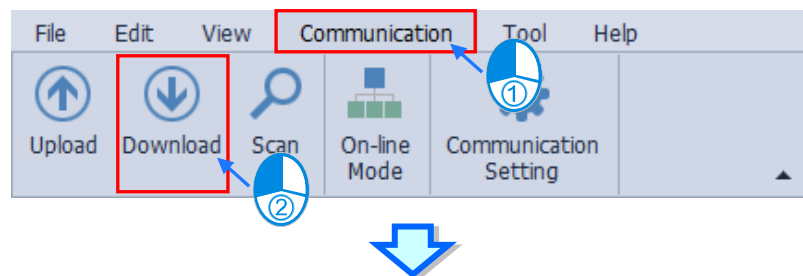 File Edit View Communication Tool Help
①
Upload Download Scan On-line Mode Communication Setting
②